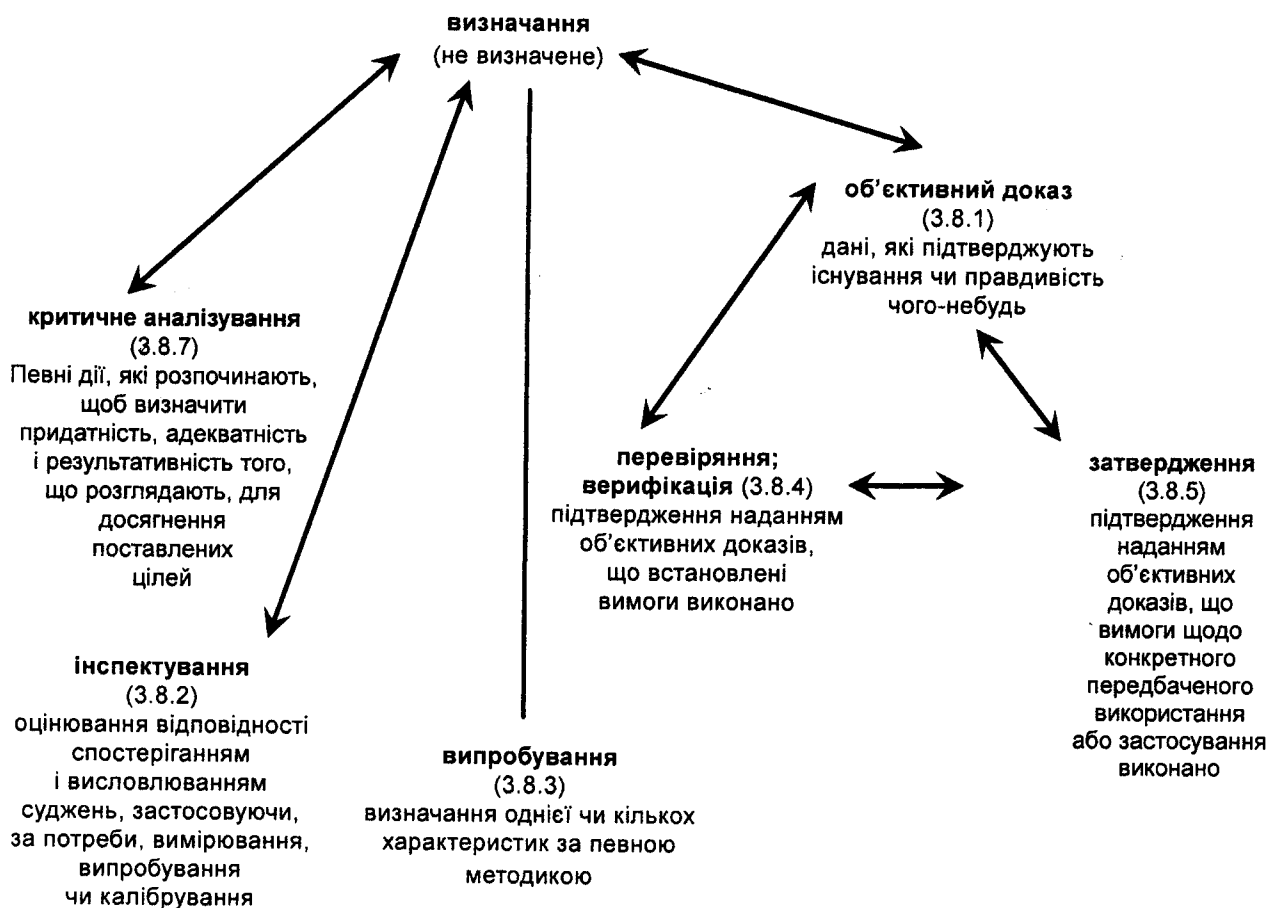 визначання
(не визначене)
об’єктивний доказ
(3.8.1)
дані, які підтверджують
існування чи правдивість
чого-небудь
критичне аналізування
(3.8.7)
Певні дії, які розпочинають,
щоб визначити
придатність, адекватність
і результативність того,
що розглядають, для
досягнення
поставлених
цілей
перевіряння;
верифікація (3.8.4)
підтвердження наданням
об’єктивних доказів,
що встановлені
вимоги виконано
затвердження
(3.8.5)
підтвердження
наданням
об’єктивних
доказів, що
вимоги щодо
конкретного
передбаченого
використання
або застосування
виконано
інспектування
(3.8.2)
оцінювання відповідності
спостеріганням
і висловлюванням
суджень, застосовуючи,
за потреби, вимірювання,
випробування
чи калібрування
випробування
(3.8.3)
визначання однієї чи кількох
характеристик за певною
методикою